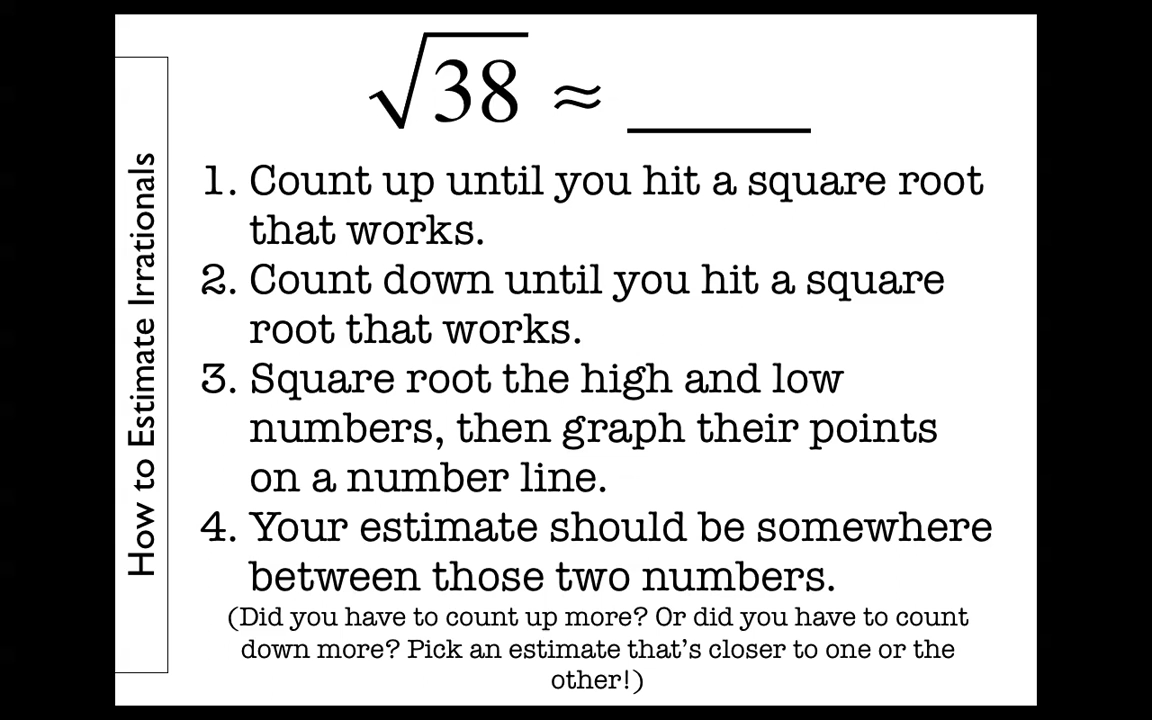 √38 ≈ ______
How to Estimate Irrationals
1. Count up until you hit a square root
that works.
2. Count down until you hit a square
root that works.
3. Square root the high and low
numbers, then graph their points
on a number line.
4. Your estimate should be somewhere
between those two numbers.
(Did you have to count up more? Or did you have to count
down more? Pick an estimate that's closer to one or the
other!)